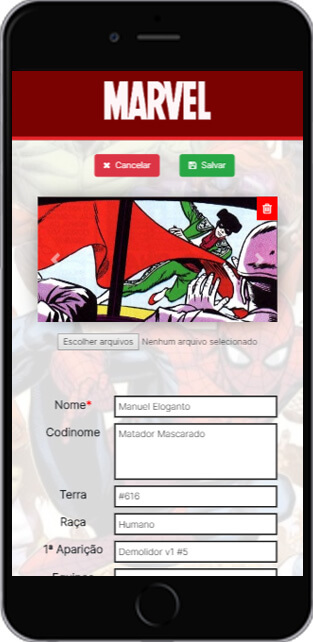 MARVEL
Cancelar Salvar
Escolher arquivos Nenhum arquivo selecionado
Nome* Manuel Eloganto
Codinome Matador Mascarado
Terra #616
Raça Humano
1ª Aparição Demolidor v1 #5